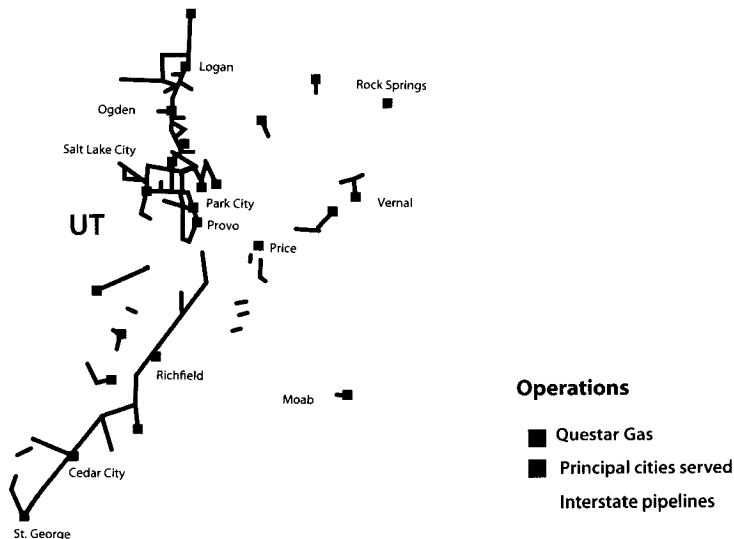 Logan
Rock Springs
Ogden
Salt Lake City
Park City
Vernal
UT
Provo
Price
Richfield
Moab
Operations
Questar Gas
Principal cities served
Cedar City
Interstate pipelines
St. George